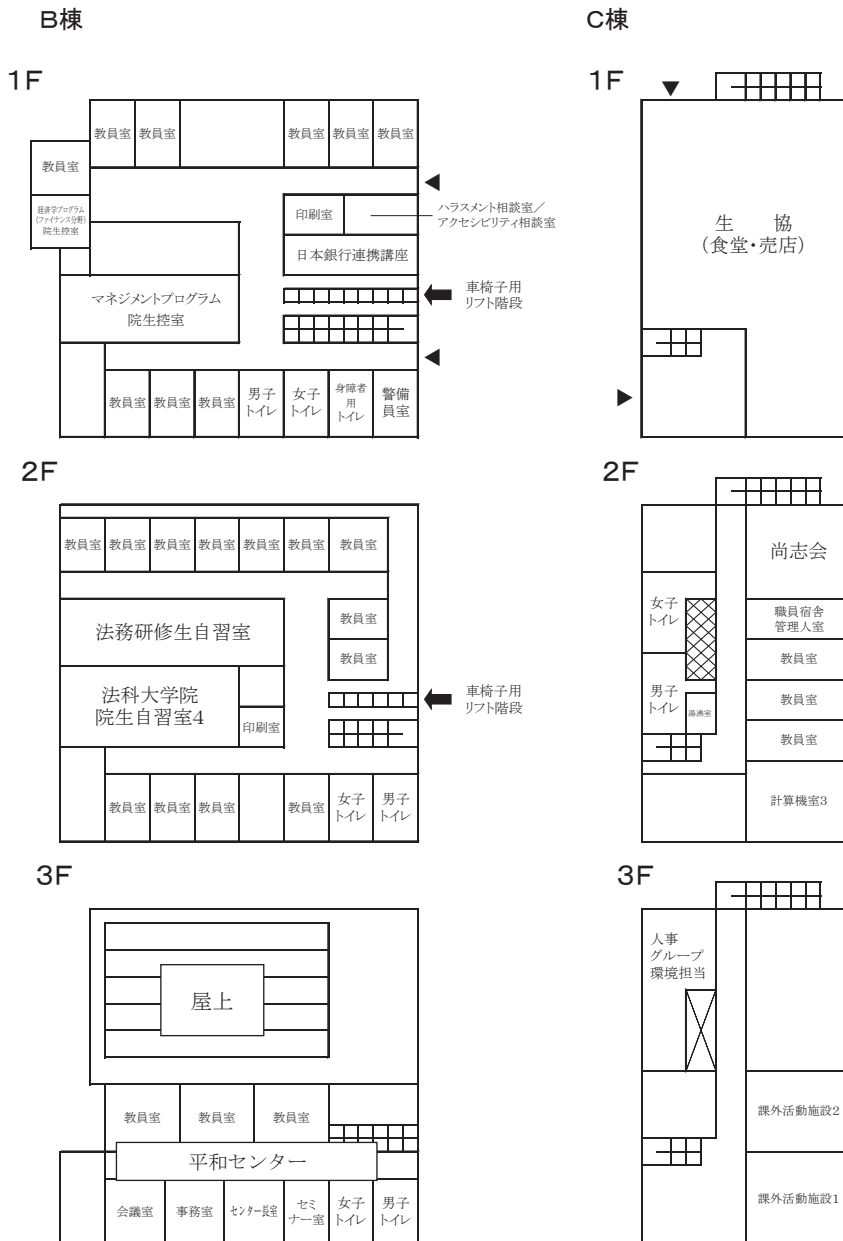 B棟
C棟
1F
教員室
教員室
教員室
教員室
教員室
教員室
経済学プログラム
(ファイナンス分野)
院生控室
印刷室
ハラスメント相談室/
アクセシビリティ相談室
日本銀行連携講座
マネジメントプログラム
院生控室
車椅子用
リフト階段
教員室
教員室
教員室
男子
トイレ
女子
トイレ
身障者
用
トイレ
警備
員室
1F
生 協
(食堂・売店)
2F
教員室
教員室
教員室
教員室
教員室
教員室
教員室
法務研修生自習室
教員室
教員室
法科大学院
院生自習室4
印刷室
車椅子用
リフト階段
教員室
教員室
教員室
教員室
女子
トイレ
男子
トイレ
2F
尚志会
女子
トイレ
職員宿舎
管理人室
教員室
男子
トイレ
湯沸室
教員室
教員室
計算機室3
3F
屋上
教員室
教員室
教員室
平和センター
会議室
事務室
センター長室
セミ
ナー室
女子
トイレ
男子
トイレ
3F
人事
グループ
環境担当
課外活動施設2
課外活動施設1